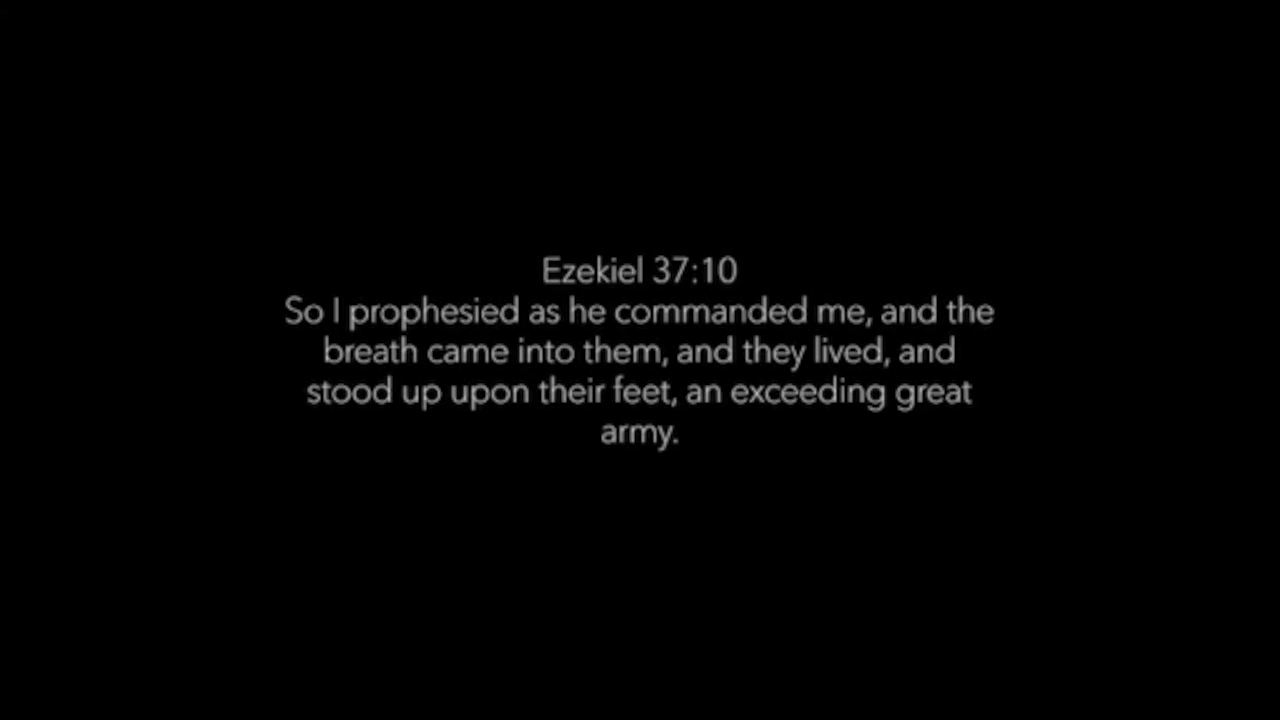 Ezekiel 37:10
So I prophesied as he commanded me, and the
breath came into them, and they lived, and
stood up upon their feet, an exceeding great
army.